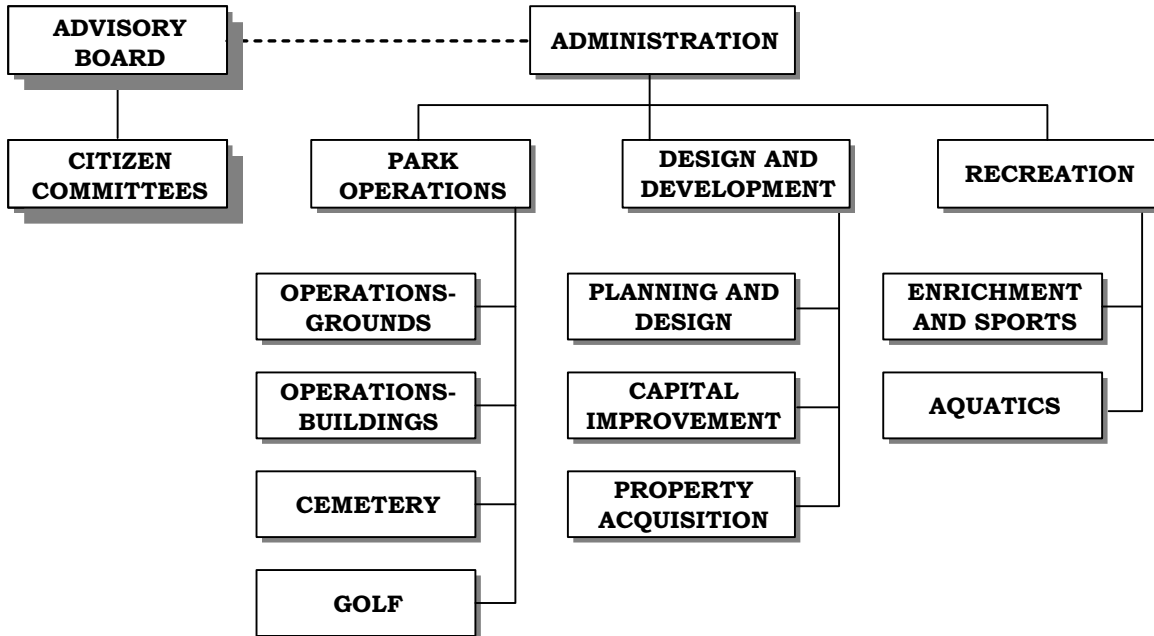 ADVISORY
BOARD
ADMINISTRATION
CITIZEN
COMMITTEES
PARK
OPERATIONS
DESIGN AND
DEVELOPMENT
RECREATION
OPERATIONS-
GROUNDS
PLANNING AND
DESIGN
ENRICHMENT
AND SPORTS
OPERATIONS-
BUILDINGS
CAPITAL
IMPROVEMENT
AQUATICS
CEMETERY
PROPERTY
ACQUISITION
GOLF